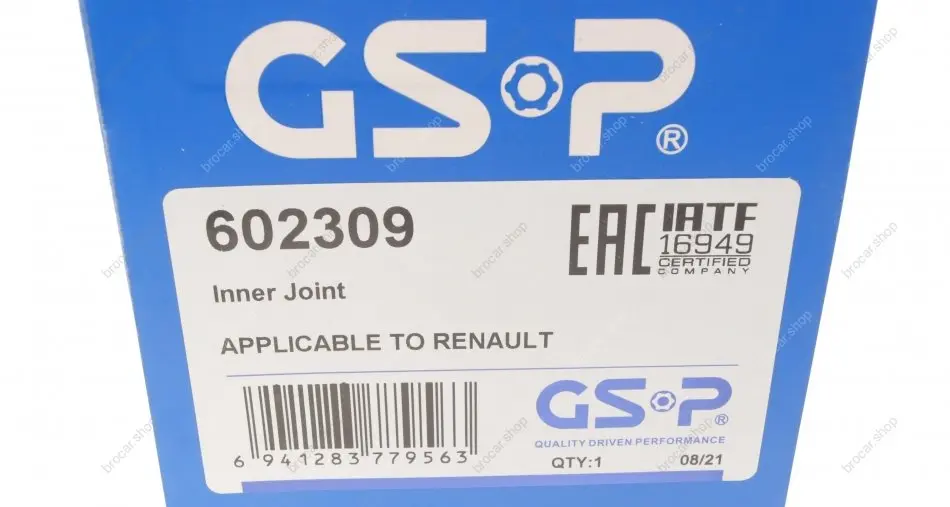 GSP®
602309
EAC
IATF
16949
CERTIFIED
COMPANY
Inner Joint
APPLICABLE TO RENAULT
6 941283 779563
GSP®
QUALITY DRIVEN PERFORMANCE
QTY:1 08/21
brocar.shop